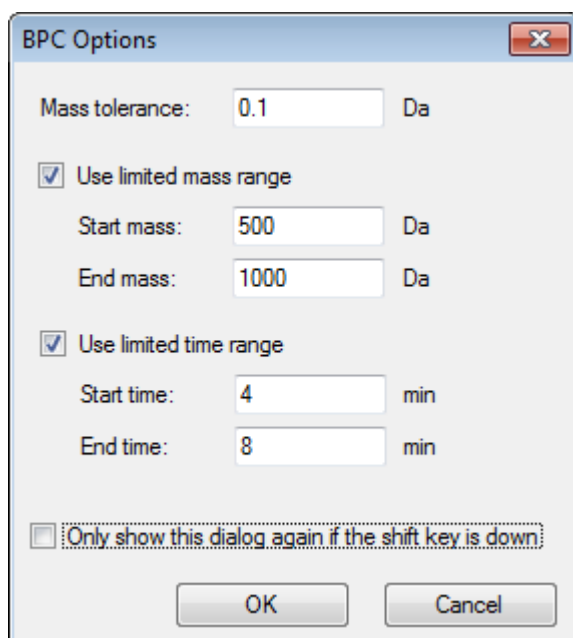 BPC Options
Mass tolerance: 0.1 Da
Use limited mass range
Start mass: 500 Da
End mass: 1000 Da
Use limited time range
Start time: 4 min
End time: 8 min
Only show this dialog again if the shift key is down
OK Cancel